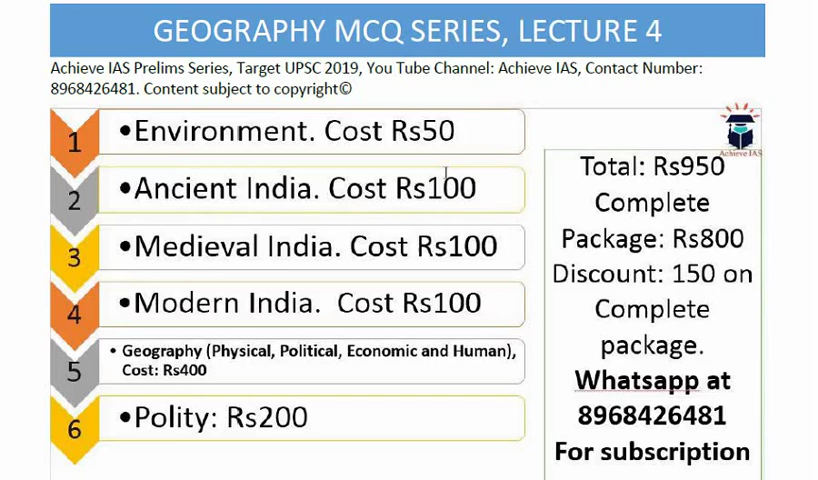 GEOGRAPHY MCQ SERIES, LECTURE 4
Achieve IAS Prelims Series, Target UPSC 2019, You Tube Channel: Achieve IAS, Contact Number:
8968426481. Content subject to copyright©
1
•Environment. Cost Rs50
2
•Ancient India. Cost Rs100
3
•Medieval India. Cost Rs100
4
•Modern India.  Cost Rs100
5
• Geography (Physical, Political, Economic and Human),
Cost: Rs400
6
•Polity: Rs200
Achieve IAS
Total: Rs950
Complete
Package: Rs800
Discount: 150 on
Complete
package.
Whatsapp at
8968426481
For subscription